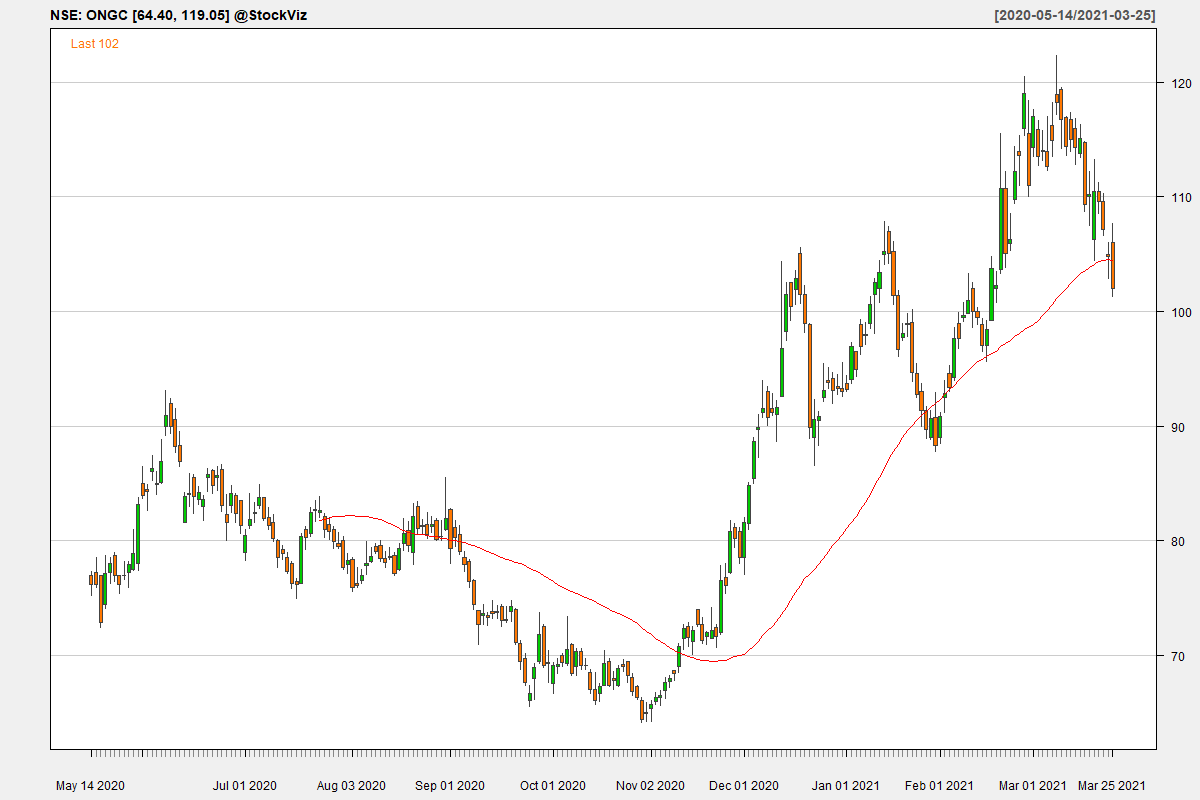 NSE: ONGC [64.40, 119.05] @StockViz
[2020-05-14/2021-03-25]
Last 102
120
110
100
90
80
70
May 14 2020
Jul 01 2020
Aug 03 2020
Sep 01 2020
Oct 01 2020
Nov 02 2020
Dec 01 2020
Jan 01 2021
Feb 01 2021
Mar 01 2021
Mar 25 2021